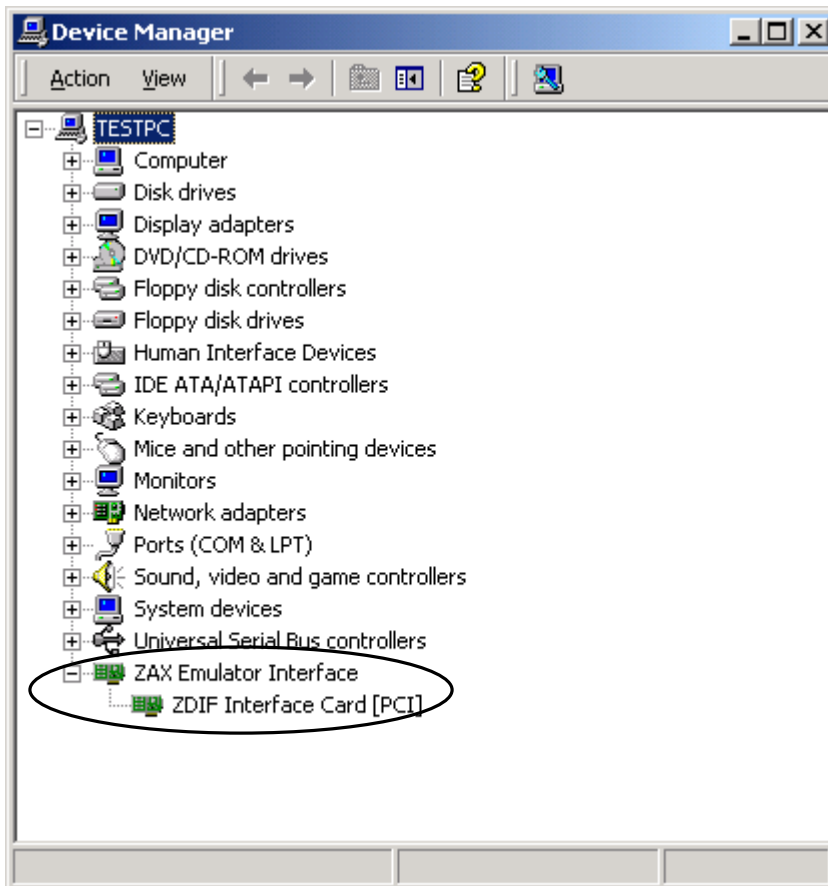 Device Manager
Action View
TESTPC
Computer
Disk drives
Display adapters
DVD/CD-ROM drives
Floppy disk controllers
Floppy disk drives
Human Interface Devices
IDE ATA/ATAPI controllers
Keyboards
Mice and other pointing devices
Monitors
Network adapters
Ports (COM & LPT)
Sound, video and game controllers
System devices
Universal Serial Bus controllers
ZAX Emulator Interface
ZDIF Interface Card [PCI]